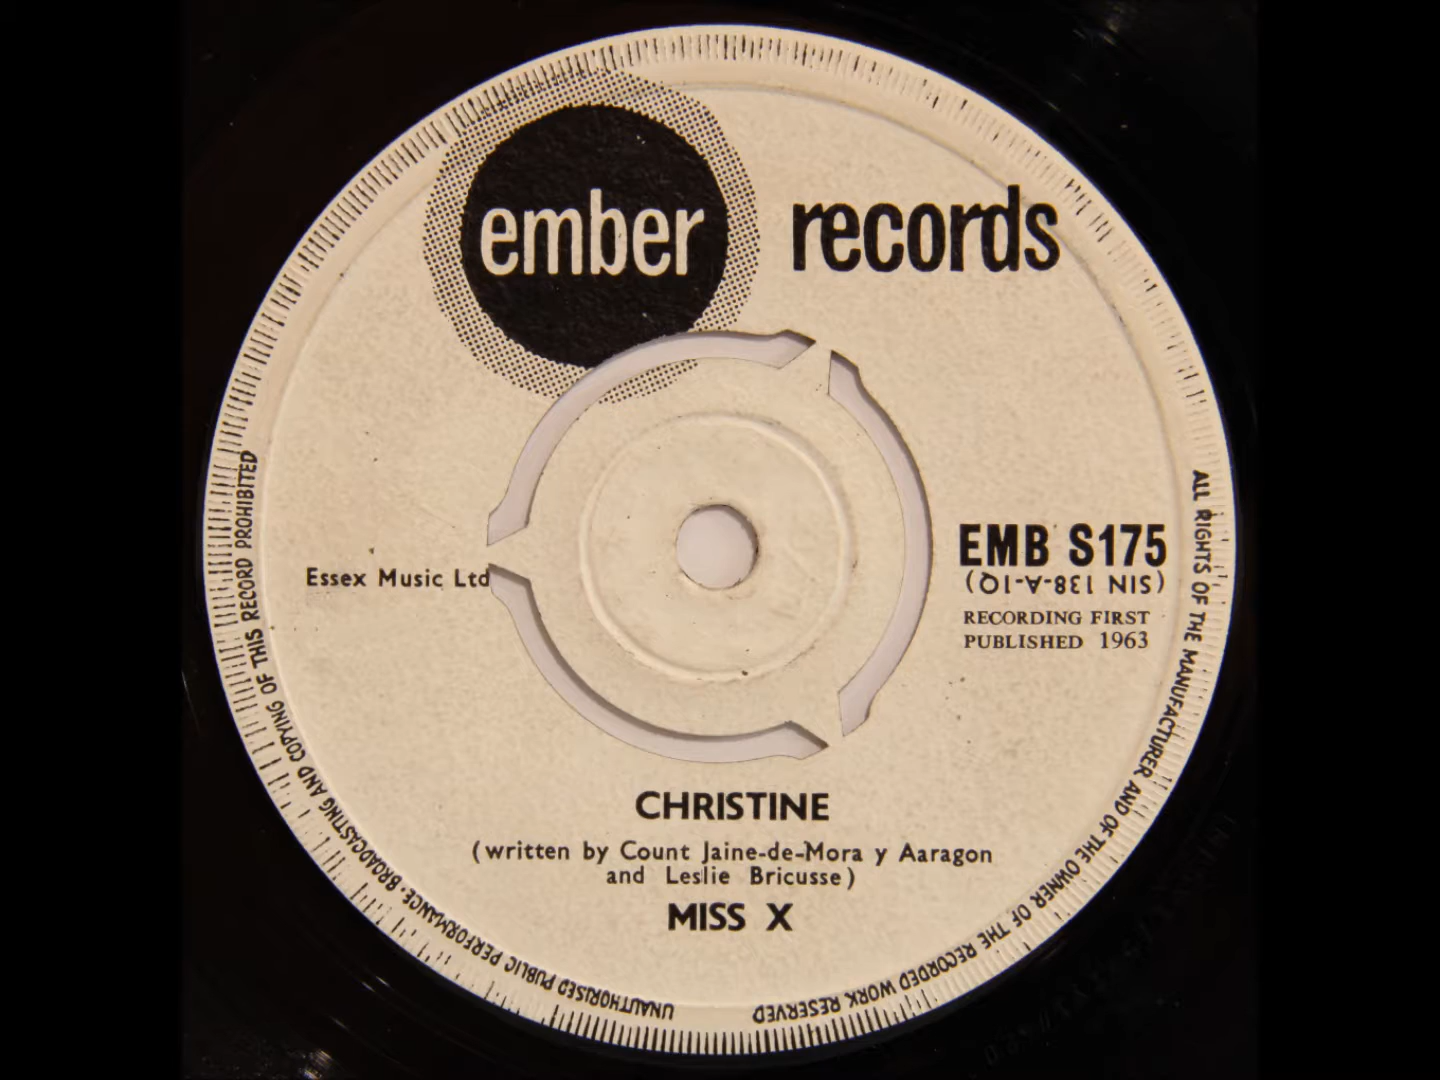 ember records
Essex Music Ltd
EMB S175
(SIN 138-A-1Q)
RECORDING FIRST
PUBLISHED 1963
CHRISTINE
(written by Count Jaine-de-Mora y Aaragon
and Leslie Bricusse)
MISS X
ALL RIGHTS OF THE MANUFACTURER AND OF THE OWNER OF THE RECORDED WORK RESERVED
UNAUTHORISED PUBLIC PERFORMANCE, BROADCASTING AND COPYING OF THIS RECORD PROHIBITED